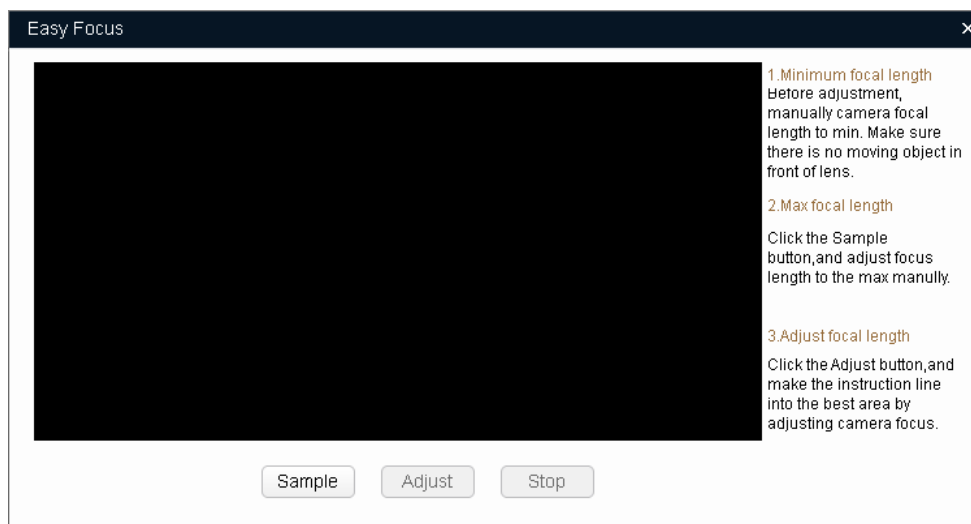 Easy Focus
1.Minimum focal length
Before adjustment,
manually camera focal
length to min. Make sure
there is no moving object in
front of lens.
2.Max focal length
Click the Sample
button,and adjust focus
length to the max manully.
3.Adjust focal length
Click the Adjust button,and
make the instruction line
into the best area by
adjusting camera focus.
Sample
Adjust
Stop